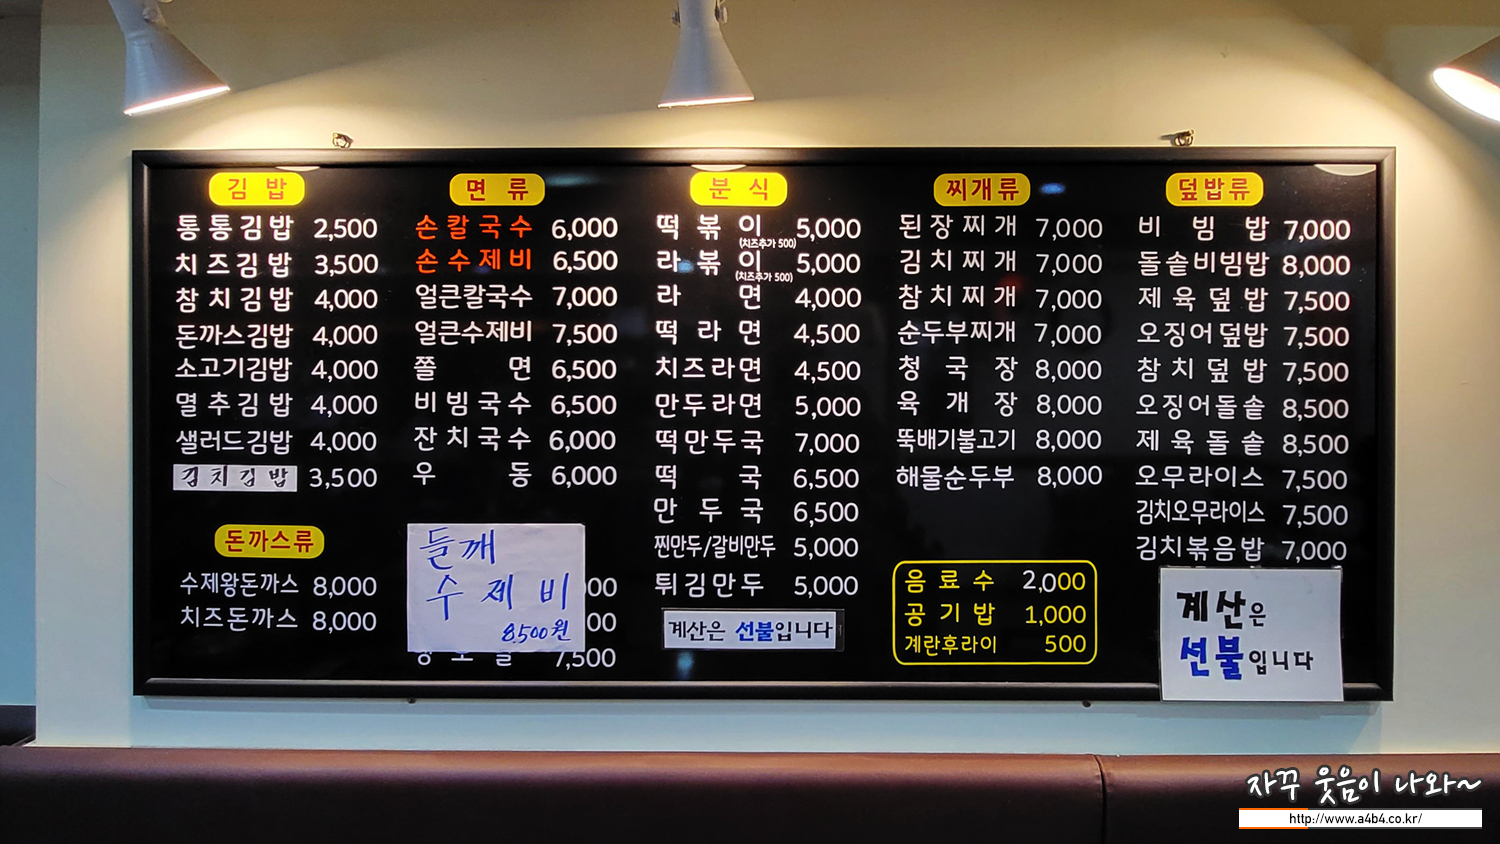 김 밥
통통김밥 2,500
치즈김밥 3,500
참치김밥 4,000
돈까스김밥 4,000
소고기김밥 4,000
멸추김밥 4,000
샐러드김밥 4,000
김치김밥 3,500
돈까스류
수제왕돈까스 8,000
치즈돈까스 8,000
면 류
손칼국수 6,000
손수제비 6,500
얼큰칼국수 7,000
얼큰수제비 7,500
쫄 면 6,500
비빔국수 6,500
잔치국수 6,000
우 동 6,000
들깨
수제비
8,500원
00
00
7,500
분 식
떡볶이 5,000
(치즈추가 500)
라볶이 5,000
(치즈추가 500)
라 면 4,000
떡라면 4,500
치즈라면 4,500
만두라면 5,000
떡만두국 7,000
떡 국 6,500
만두국 6,500
찐만두/갈비만두 5,000
튀김만두 5,000
계산은 선불입니다
찌개류
된장찌개 7,000
김치찌개 7,000
참치찌개 7,000
순두부찌개 7,000
청국장 8,000
육개장 8,000
뚝배기불고기 8,000
해물순두부 8,000
음료수 2,000
공기밥 1,000
계란후라이 500
덮밥류
비빔밥 7,000
돌솥비빔밥 8,000
제육덮밥 7,500
오징어덮밥 7,500
참치덮밥 7,500
오징어돌솥 8,500
제육돌솥 8,500
오무라이스 7,500
김치오무라이스 7,500
김치볶음밥 7,000
계산은
선불입니다
자꾸 웃음이 나와~
http://www.a4b4.co.kr/